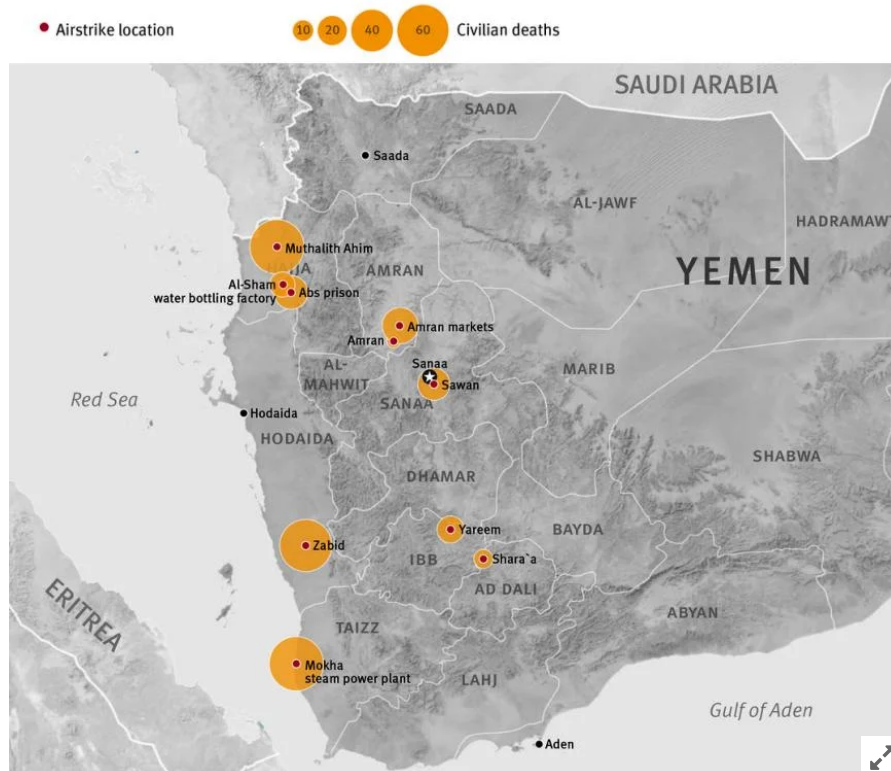 Airstrike location
10 20 40 60 Civilian deaths
SAUDI ARABIA
SAADA
Saada
AL-JAWF
HADRAMAWT
Muthalith Ahim
HAJJA
AMRAN
YEMEN
Al-Sham
water bottling factory
Abs prison
Amran markets
Amran
Sanaa
AL-
MAHWIT
MARIB
Sawan
SANAA
Red Sea
Hodaida
HODAIDA
SHABWA
DHAMAR
Yareem
BAYDA
Zabid
IBB
Shara`a
AD DALI
ERITREA
ABYAN
TAIZZ
Mokha
steam power plant
LAHJ
Gulf of Aden
Aden